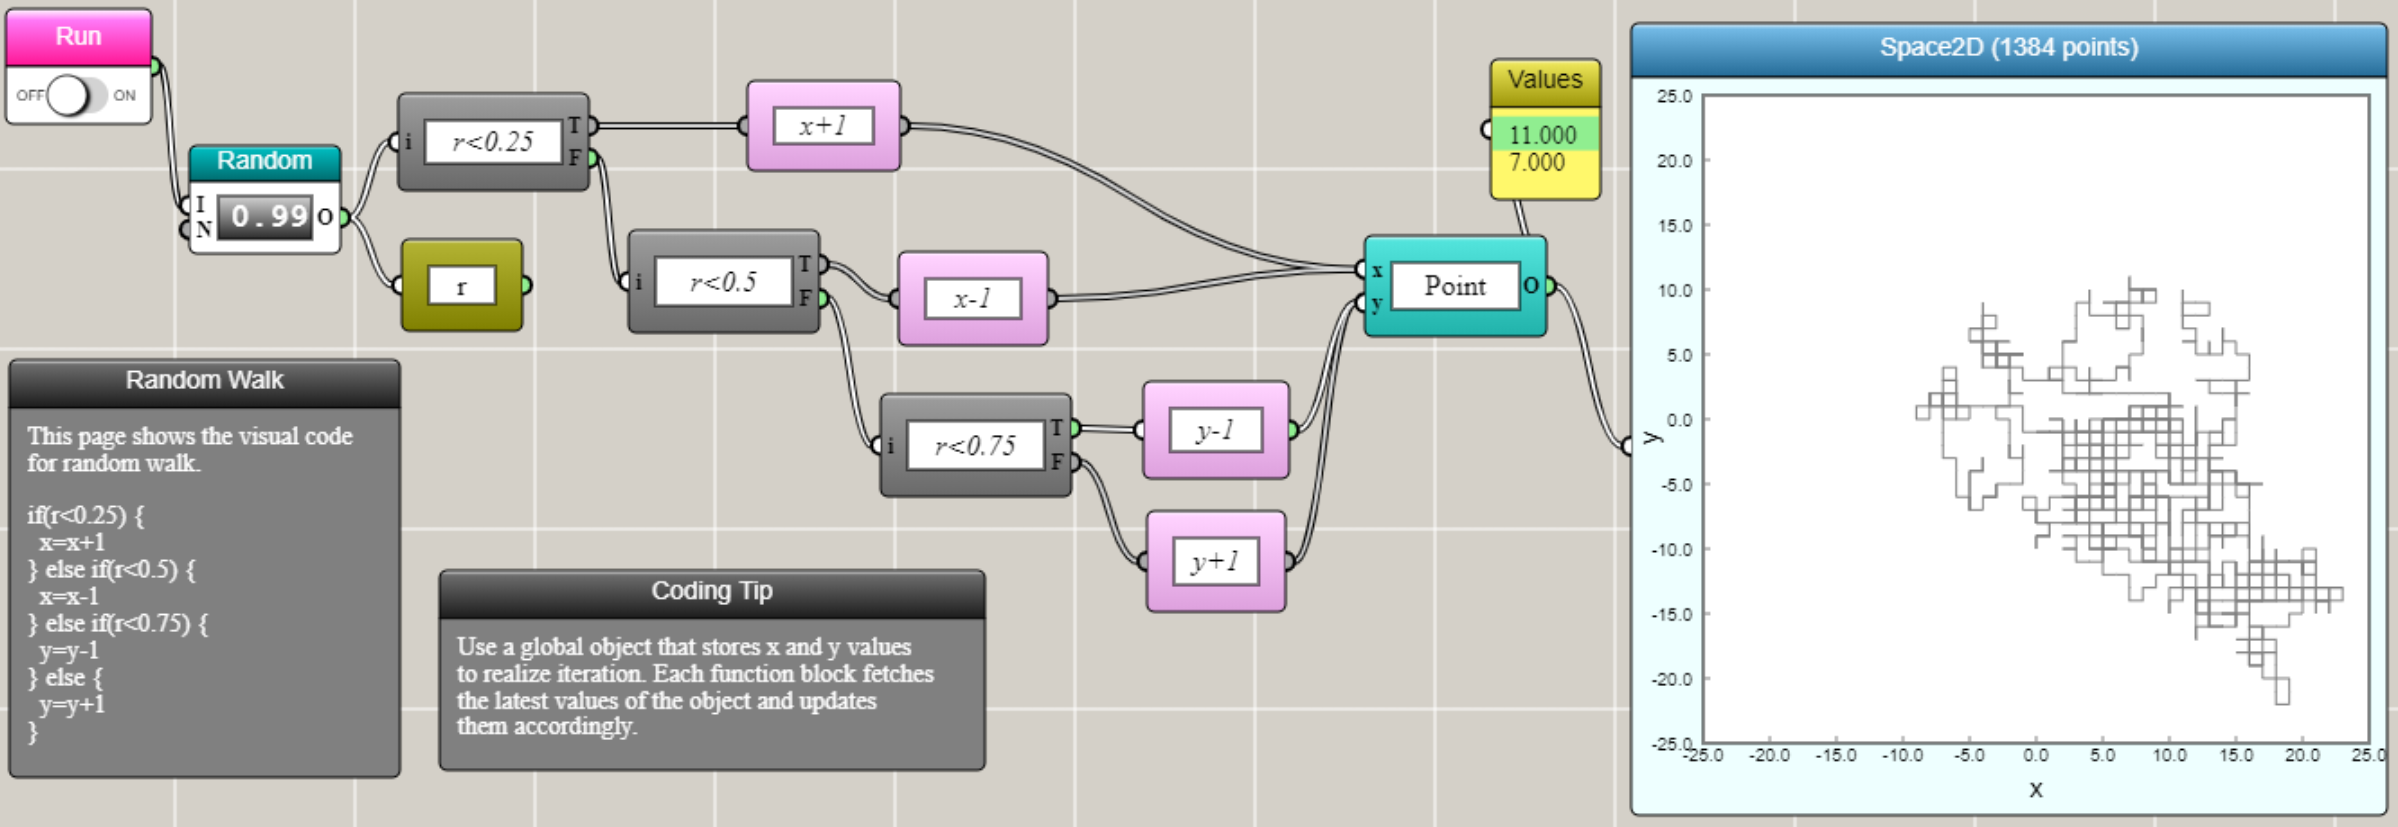 Run
OFF ON
Random
I
N
0.99
O
i
r<0.25
T
F
r
i
r<0.5
T
F
i
r<0.75
T
F
x+1
x-1
y-1
y+1
x
y
Point
O
Values
11.000
7.000
Random Walk
This page shows the visual code
for random walk.
if(r<0.25) {
x=x+1
} else if(r<0.5) {
x=x-1
} else if(r<0.75) {
y=y-1
} else {
y=y+1
}
Coding Tip
Use a global object that stores x and y values
to realize iteration. Each function block fetches
the latest values of the object and updates
them accordingly.
Space2D (1384 points)
25.0
20.0
15.0
10.0
5.0
0.0
-5.0
-10.0
-15.0
-20.0
-25.0
y
-25.0 -20.0 -15.0 -10.0 -5.0 0.0 5.0 10.0 15.0 20.0 25.0
x